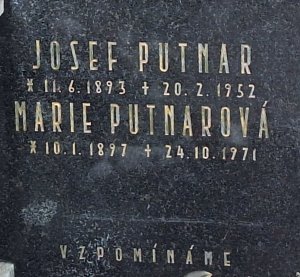 JOSEF PUTNAR
* 11.6.1893 + 20.2.1952
MARIE PUTNAROVÁ
* 10.1.1897 + 24.10.1971
VZPOMÍNÁME